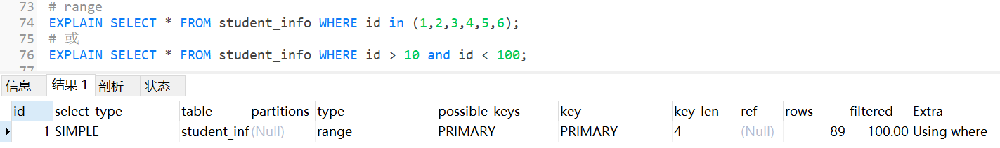 73 # range
74 EXPLAIN SELECT * FROM student_info WHERE id in (1,2,3,4,5,6);
75 # 或
76 EXPLAIN SELECT * FROM student_info WHERE id > 10 and id < 100;
77
信息 结果 1 剖析 状态
id select_type table partitions type possible_keys key key_len ref rows filtered Extra
1 SIMPLE student_inf (Null) range PRIMARY PRIMARY 4 (Null) 89 100.00 Using where